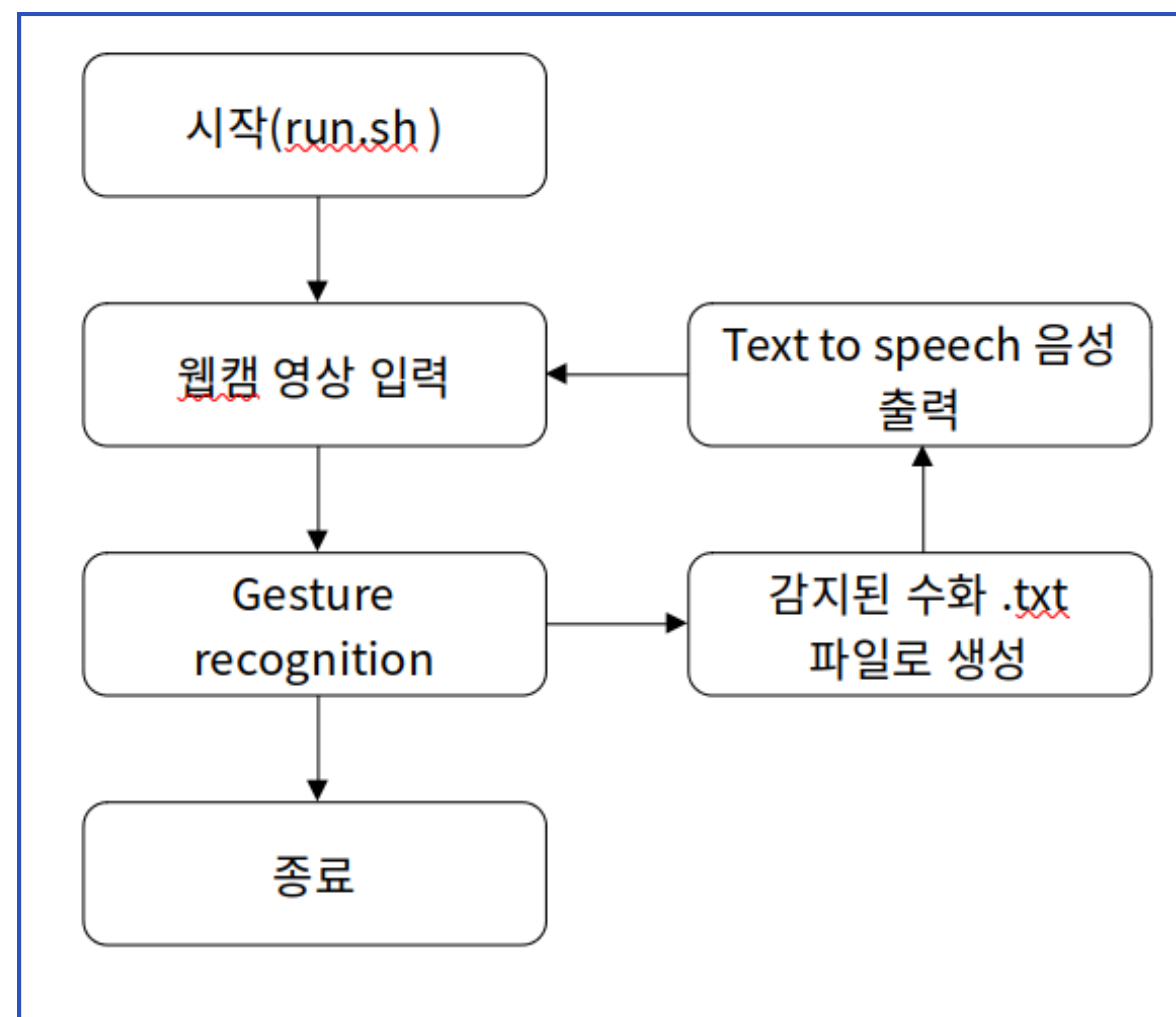 시작(run.sh )
웹캠 영상 입력
Text to speech 음성
출력
Gesture
recognition
감지된 수화 .txt
파일로 생성
종료